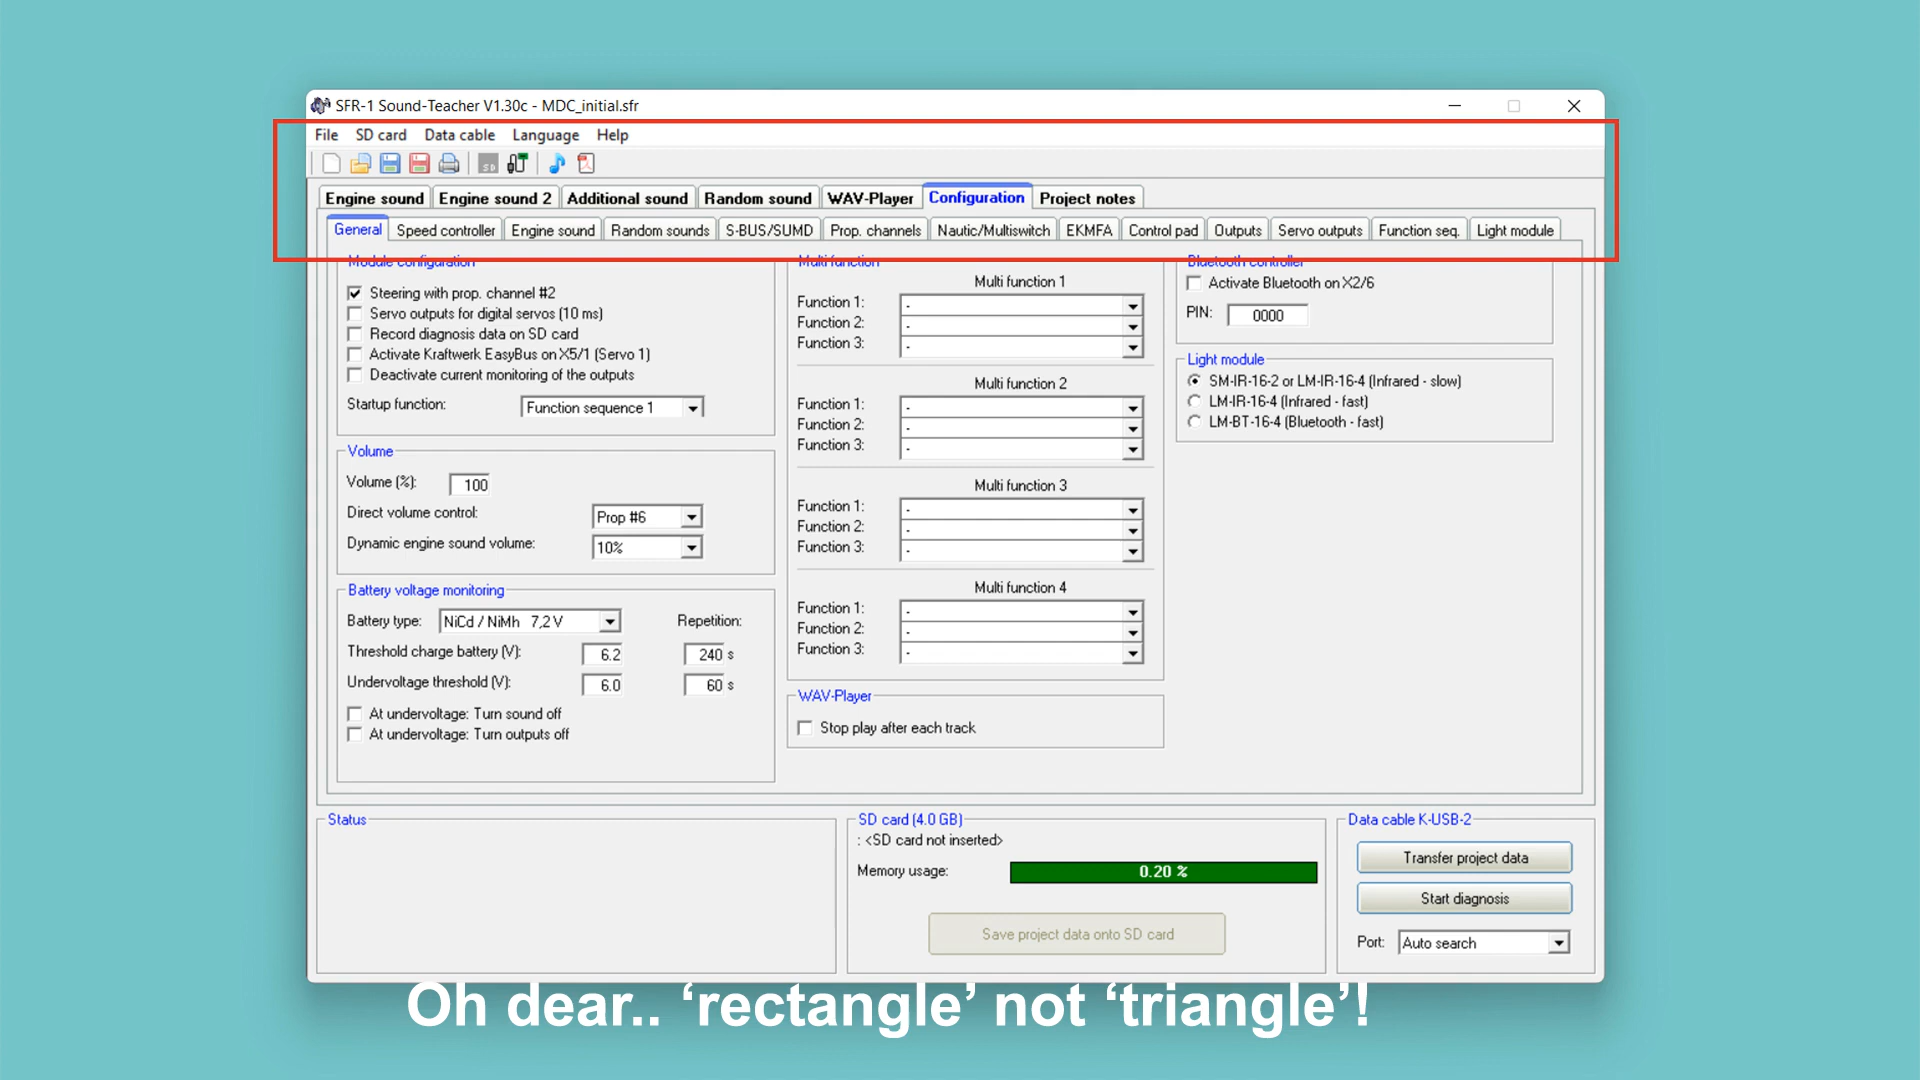 SFR-1 Sound-Teacher V1.30c - MDC_initial.sfr
File SD card Data cable Language Help
SD
Engine sound Engine sound 2 Additional sound Random sound WAV-Player Configuration Project notes
General Speed controller Engine sound Random sounds S-BUS/SUMD Prop. channels Nautic/Multiswitch EKMFA Control pad Outputs Servo outputs Function seq. Light module
Module configuration
Steering with prop. channel #2
Servo outputs for digital servos (10 ms)
Record diagnosis data on SD card
Activate Kraftwerk EasyBus on X5/1 (Servo 1)
Deactivate current monitoring of the outputs
Startup function: Function sequence 1
Volume
Volume (%): 100
Direct volume control: Prop #6
Dynamic engine sound volume: 10%
Battery voltage monitoring
Battery type: NiCd / NiMh 7,2 V Repetition:
Threshold charge battery (V): 6.2 240 s
Undervoltage threshold (V): 6.0 60 s
At undervoltage: Turn sound off
At undervoltage: Turn outputs off
Multi function
Multi function 1
Function 1: -
Function 2: -
Function 3: -
Multi function 2
Function 1: -
Function 2: -
Function 3: -
Multi function 3
Function 1: -
Function 2: -
Function 3: -
Multi function 4
Function 1: -
Function 2: -
Function 3: -
WAV-Player
Stop play after each track
Bluetooth controller
Activate Bluetooth on X2/6
PIN: 0000
Light module
SM-IR-16-2 or LM-IR-16-4 (Infrared - slow)
LM-IR-16-4 (Infrared - fast)
LM-BT-16-4 (Bluetooth - fast)
Status
SD card (4.0 GB)
: <SD card not inserted>
Memory usage: 0.20 %
Save project data onto SD card
Data cable K-USB-2
Transfer project data
Start diagnosis
Port: Auto search
Oh dear.. ‘rectangle’ not ‘triangle’!